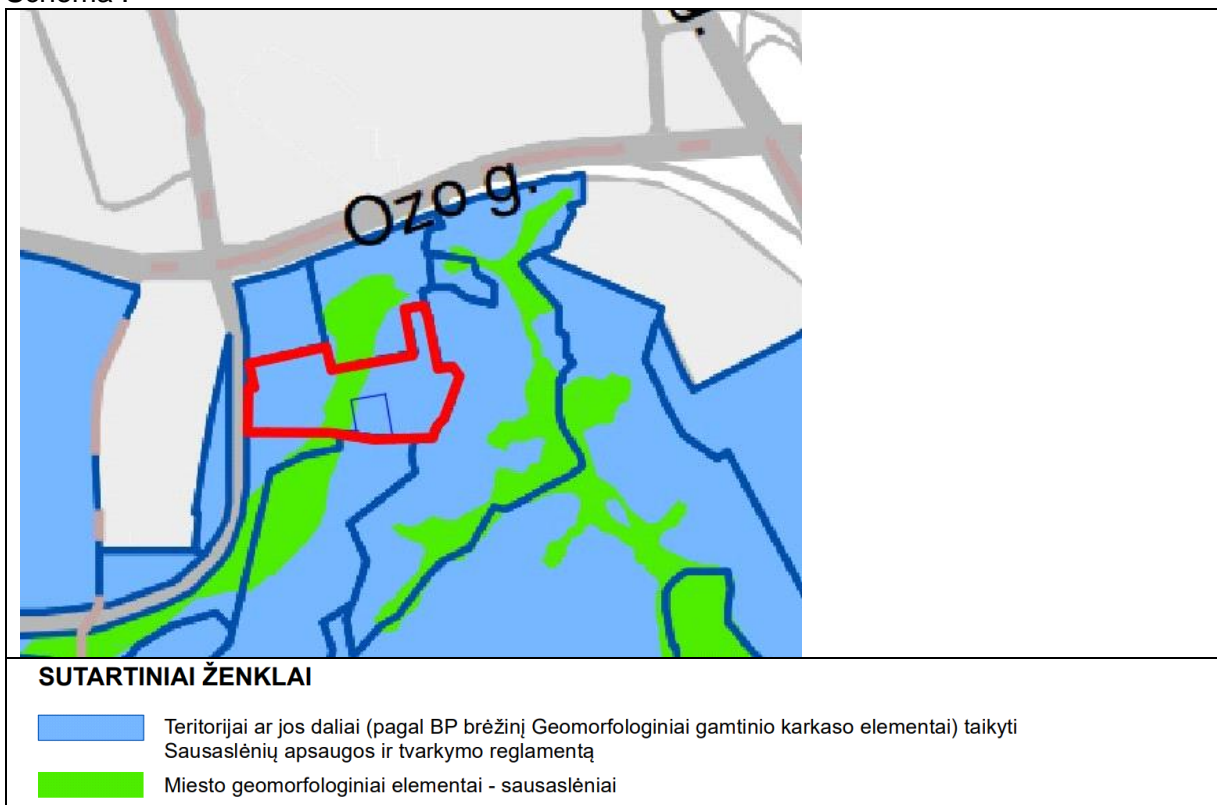 Ozo g.
SUTARTINIAI ŽENKLAI
Teritorijai ar jos daliai (pagal BP brėžinį Geomorfologiniai gamtinio karkaso elementai) taikyti
Sausaslėnių apsaugos ir tvarkymo reglamentą
Miesto geomorfologiniai elementai - sausaslėniai